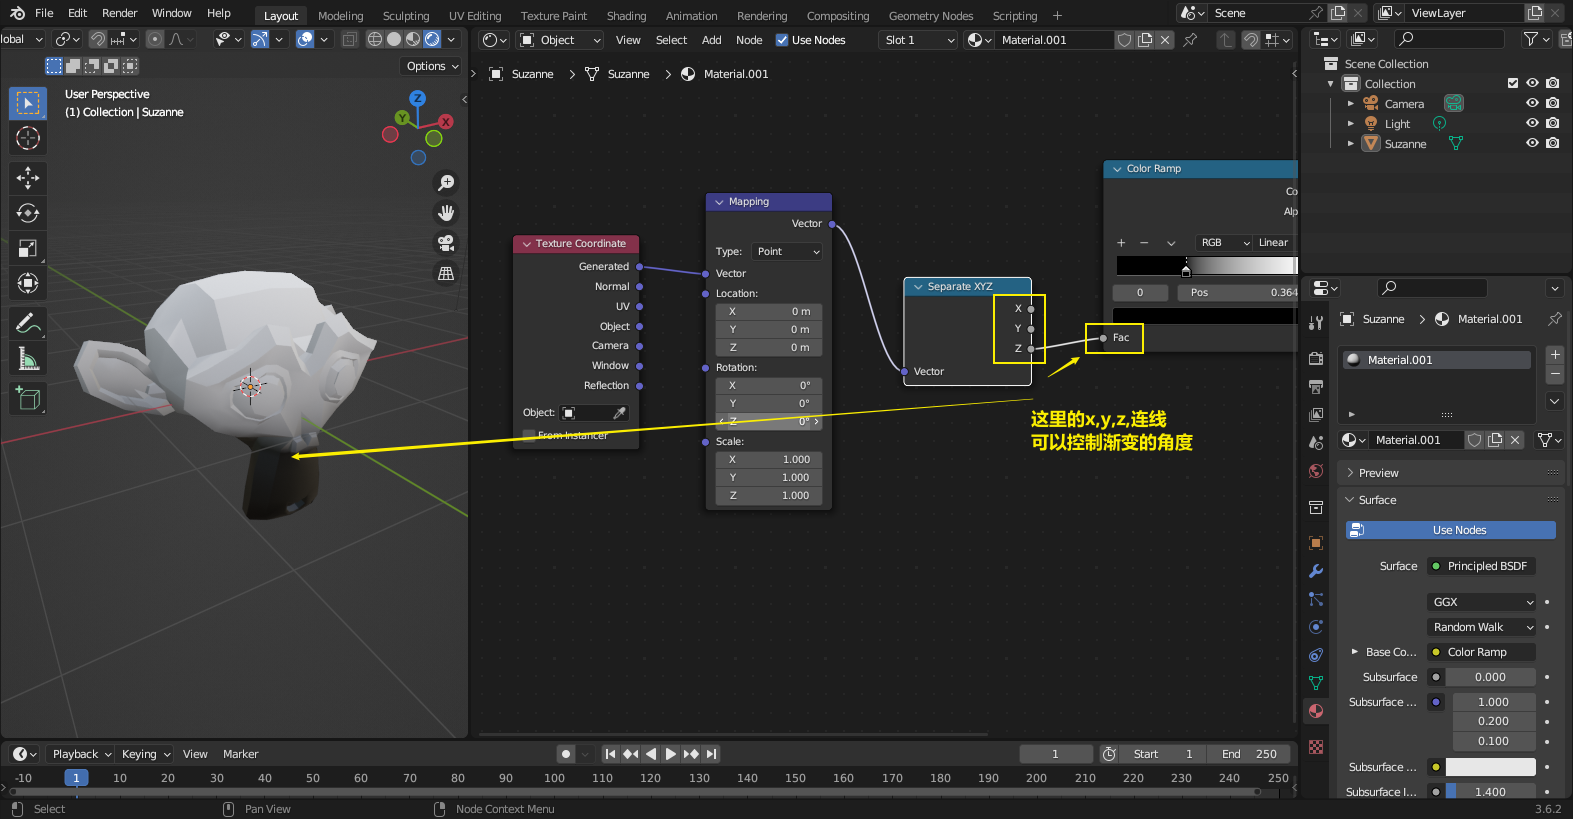 File Edit Render Window Help Layout Modeling Sculpting UV Editing Texture Paint Shading Animation Rendering Compositing Geometry Nodes Scripting + Scene ViewLayer
obal Object View Select Add Node Use Nodes Slot 1 Material.001
Options
Suzanne > Suzanne > Material.001
User Perspective
(1) Collection | Suzanne
Z
Y
X
Texture Coordinate
Generated
Normal
UV
Object
Camera
Window
Reflection
Object:
From Instancer
Mapping
Vector
Type: Point
Vector
Location:
X 0 m
Y 0 m
Z 0 m
Rotation:
X 0°
Y 0°
Z 0°
Scale:
X 1.000
Y 1.000
Z 1.000
Separate XYZ
X
Y
Z
Vector
Color Ramp
Co
Alp
+ − RGB Linear
0 Pos 0.364
Fac
这里的x,y,z,连线
可以控制渐变的角度
Scene Collection
Collection
Camera
Light
Suzanne
Suzanne > Material.001
Material.001
Material.001
Preview
Surface
Use Nodes
Surface Principled BSDF
GGX
Random Walk
Base Co... Color Ramp
Subsurface 0.000
Subsurface ... 1.000
0.200
0.100
Subsurface ...
Subsurface I... 1.400
Playback Keying View Marker 1 Start 1 End 250
-10 1 10 20 30 40 50 60 70 80 90 100 110 120 130 140 150 160 170 180 190 200 210 220 230 240 250
Select Pan View Node Context Menu 3.6.2